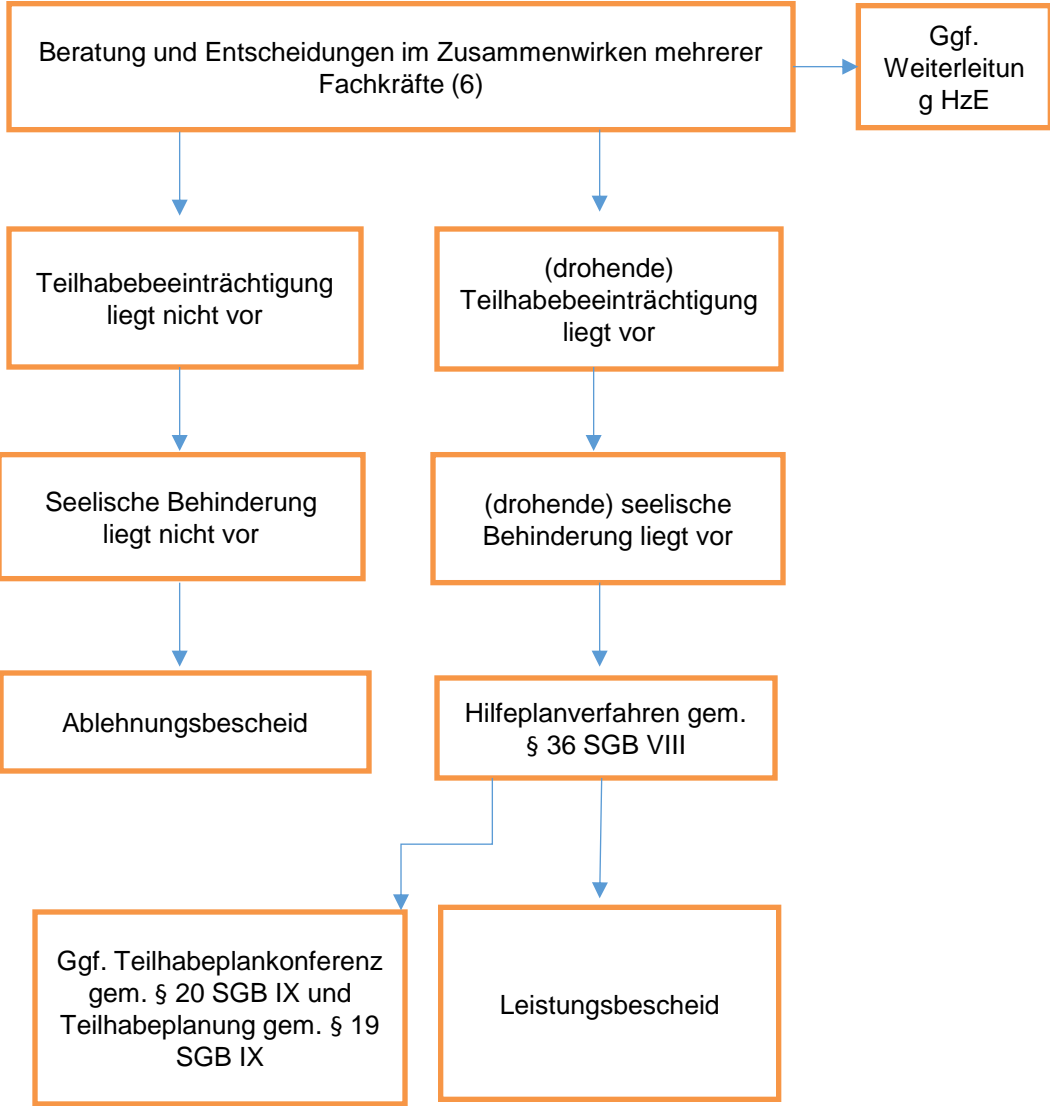 Beratung und Entscheidungen im Zusammenwirken mehrerer
Fachkräfte (6)
Ggf.
Weiterleitun
g HzE
Teilhabebeeinträchtigung
liegt nicht vor
(drohende)
Teilhabebeeinträchtigung
liegt vor
Seelische Behinderung
liegt nicht vor
(drohende) seelische
Behinderung liegt vor
Ablehnungsbescheid
Hilfeplanverfahren gem.
§ 36 SGB VIII
Ggf. Teilhabeplankonferenz
gem. § 20 SGB IX und
Teilhabeplanung gem. § 19
SGB IX
Leistungsbescheid